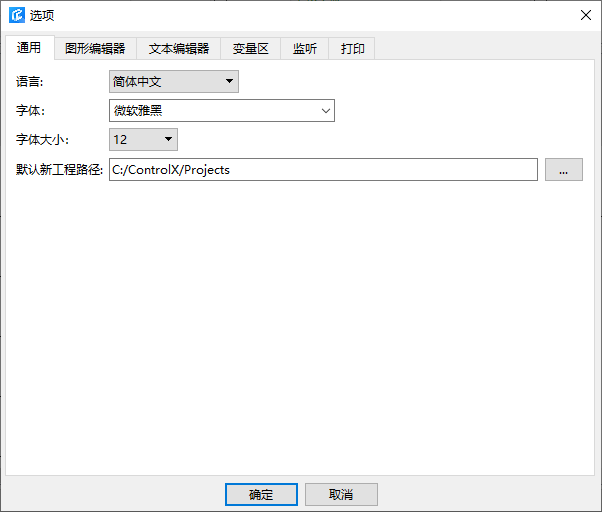 选项
通用 图形编辑器 文本编辑器 变量区 监听 打印
语言: 简体中文
字体: 微软雅黑
字体大小: 12
默认新工程路径: C:/ControlX/Projects ...
确定 取消